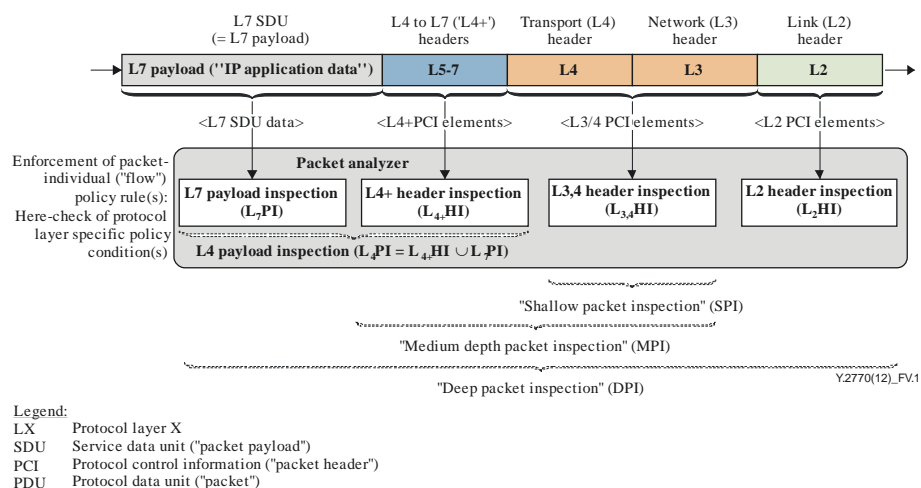 L7 SDU
(= L7 payload)
L4 to L7 ('L4+')
headers
Transport (L4)
header
Network (L3)
header
Link (L2)
header
L7 payload ("IP application data")
L5-7
L4
L3
L2
<L7 SDU data>
<L4+PCI elements>
<L3/4 PCI elements>
<L2 PCI elements>
Enforcement of packet-
individual ("flow")
policy rule(s):
Here-check of protocol
layer specific policy
condition(s)
Packet analyzer
L7 payload inspection
(L7PI)
L4+ header inspection
(L4+HI)
L3,4 header inspection
(L3,4HI)
L2 header inspection
(L2HI)
L4 payload inspection (L4PI = L4+HI ∪ L7PI)
"Shallow packet inspection" (SPI)
"Medium depth packet inspection" (MPI)
"Deep packet inspection" (DPI)
Y.2770(12)_FV.1
Legend:
LX Protocol layer X
SDU Service data unit ("packet payload")
PCI Protocol control information ("packet header")
PDU Protocol data unit ("packet")